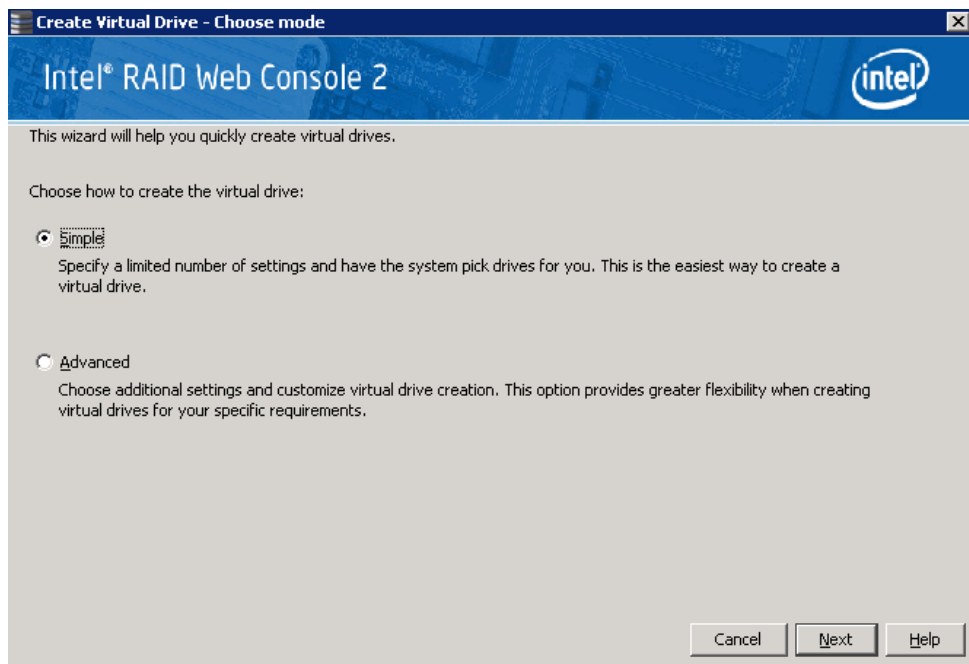 Create Virtual Drive - Choose mode
Intel® RAID Web Console 2
intel
This wizard will help you quickly create virtual drives.
Choose how to create the virtual drive:
Simple
Specify a limited number of settings and have the system pick drives for you. This is the easiest way to create a
virtual drive.
Advanced
Choose additional settings and customize virtual drive creation. This option provides greater flexibility when creating
virtual drives for your specific requirements.
Cancel
Next
Help